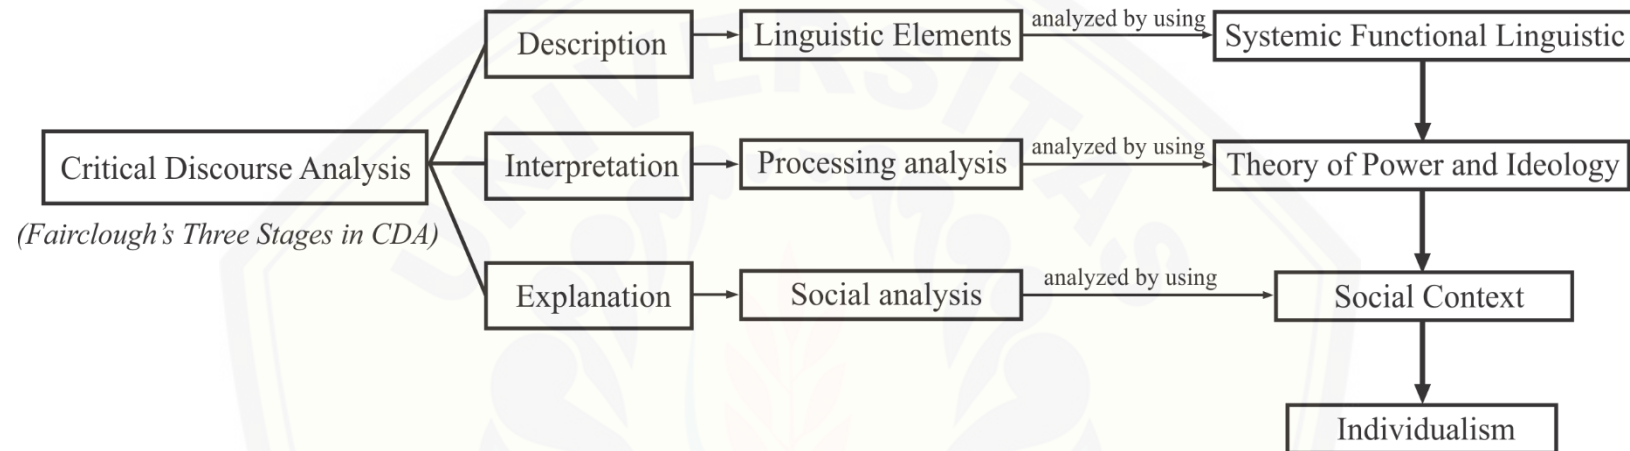 Description
Linguistic Elements
analyzed by using
Systemic Functional Linguistic
Critical Discourse Analysis
(Fairclough's Three Stages in CDA)
Interpretation
Processing analysis
analyzed by using
Theory of Power and Ideology
Explanation
Social analysis
analyzed by using
Social Context
Individualism
UNIVERSITAS